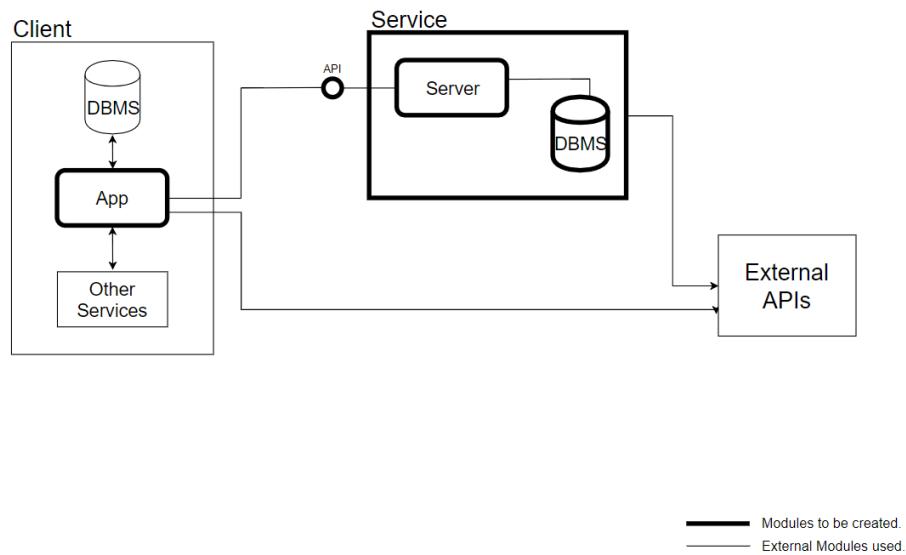 Client
Service
DBMS
API
Server
DBMS
App
Other
Services
External
APIs
Modules to be created.
External Modules used.